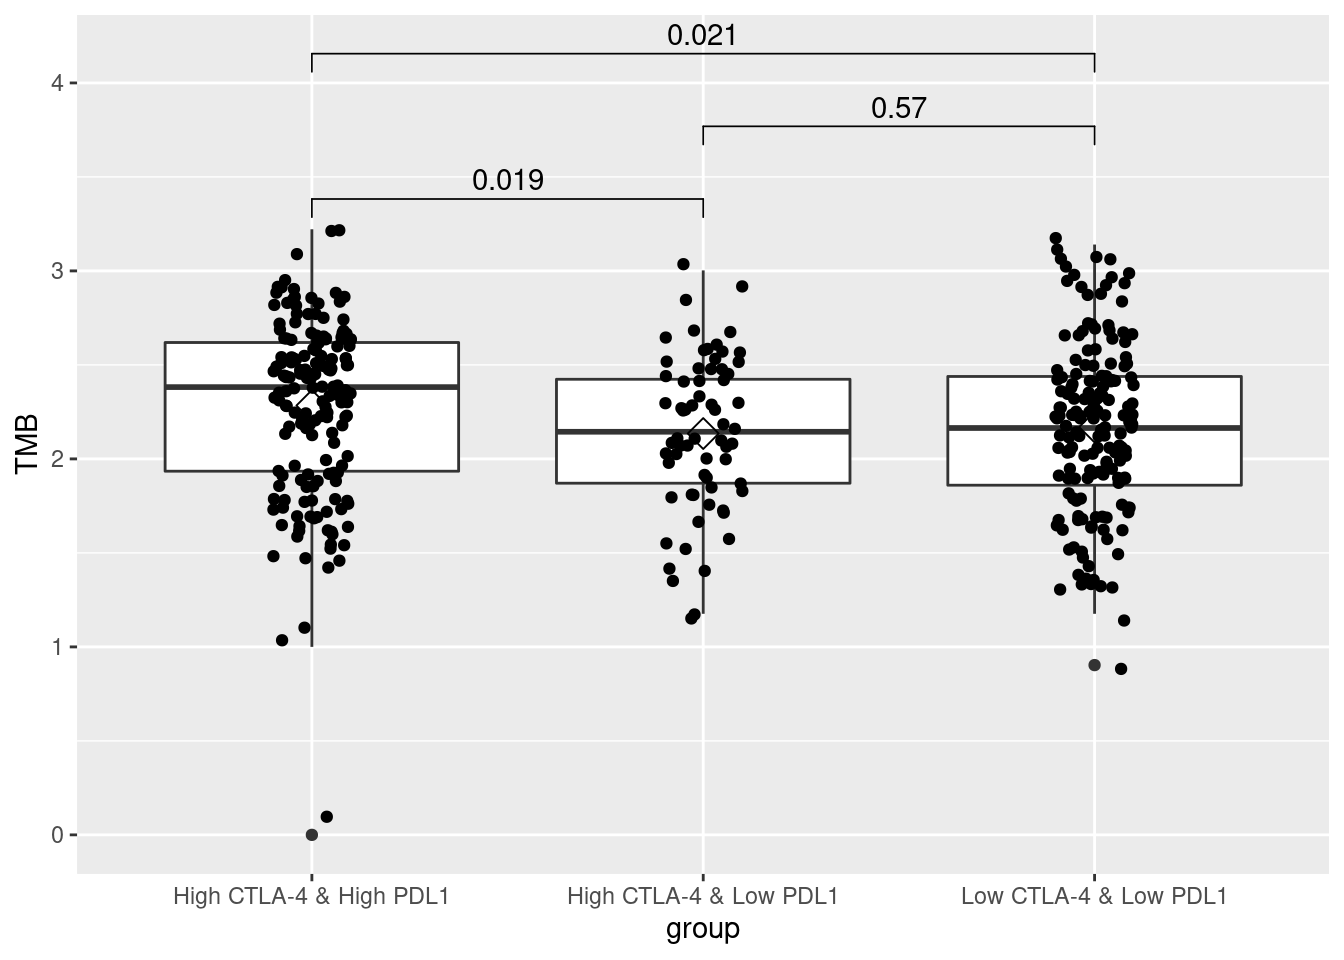 0.021
4
0.57
0.019
3
TMB
2
1
0
High CTLA-4 & High PDL1
High CTLA-4 & Low PDL1
Low CTLA-4 & Low PDL1
group